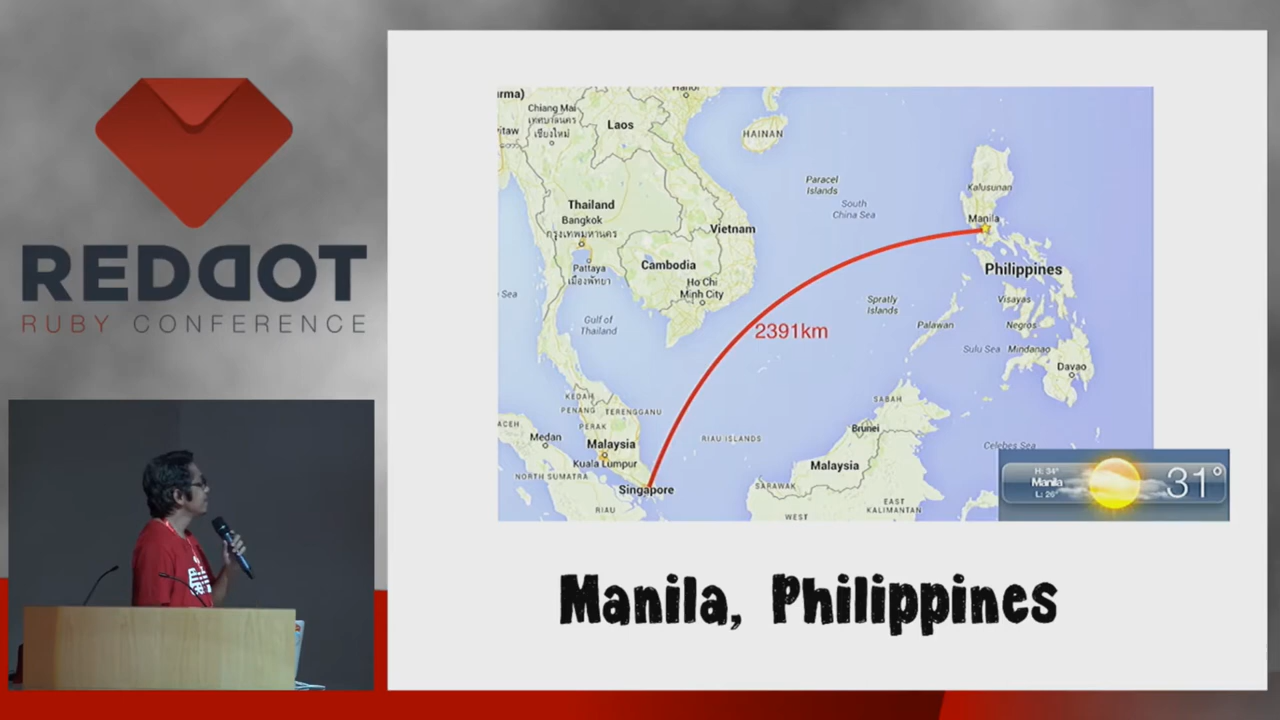 REDDOT
RUBY CONFERENCE
Hanoi
rma)
Chiang Mai
เชียงใหม่
Laos
HAINAN
Paracel
Islands
South
China Sea
Kalusunan
Manila
Thailand
Bangkok
กรุงเทพมหานคร
Vietnam
Cambodia
Pattaya
เมืองพัทยา
Ho Chi
Minh City
Philippines
Sea
Gulf of
Thailand
Spratly
Islands
Visayas
Palawan
Negros
2391km
Sulu Sea
Mindanao
Davao
KEDAH
PENANG
TERENGGANU
PERAK
SABAH
ACEH
Medan
Malaysia
Kuala Lumpur
RIAU ISLANDS
Brunei
Celebes Sea
NORTH SUMATRA
Singapore
Malaysia
SARAWAK
RIAU
WEST
EAST
KALIMANTAN
H: 34°
Manila
31°
Manila, Philippines